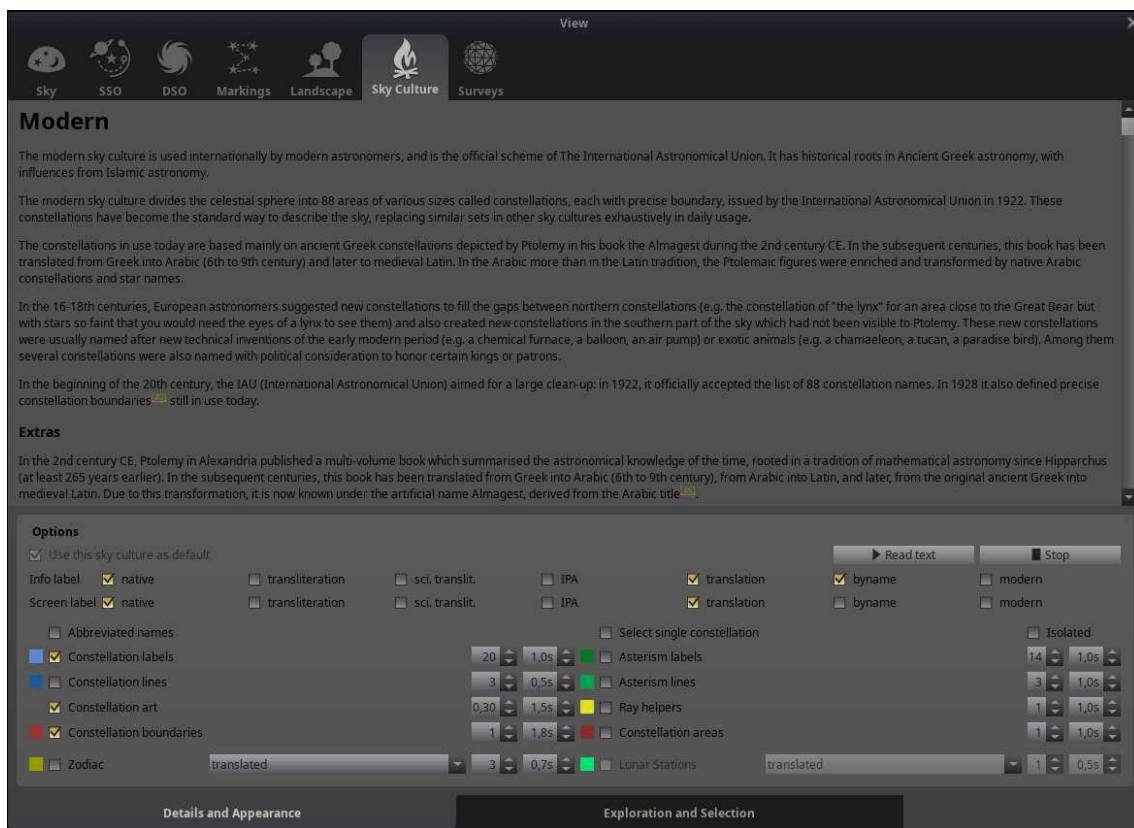 View
Sky SSO DSO Markings Landscape Sky Culture Surveys
Modern
The modern sky culture is used internationally by modern astronomers, and is the official scheme of The International Astronomical Union. It has historical roots in Ancient Greek astronomy, with
influences from Islamic astronomy.
The modern sky culture divides the celestial sphere into 88 areas of various sizes called constellations, each with precise boundary, issued by the International Astronomical Union in 1922. These
constellations have become the standard way to describe the sky, replacing similar sets in other sky cultures exhaustively in daily usage.
The constellations in use today are based mainly on ancient Greek constellations depicted by Ptolemy in his book the Almagest during the 2nd century CE. In the subsequent centuries, this book has been
translated from Greek into Arabic (6th to 9th century) and later to medieval Latin. In the Arabic more than in the Latin tradition, the Ptolemaic figures were enriched and transformed by native Arabic
constellations and star names.
In the 16-18th centuries, European astronomers suggested new constellations to fill the gaps between northern constellations (e.g. the constellation of "the lynx" for an area close to the Great Bear but
with stars so faint that you would need the eyes of a lynx to see them) and also created new constellations in the southern part of the sky which had not been visible to Ptolemy. These new constellations
were usually named after new technical inventions of the early modern period (e.g. a chemical furnace, a balloon, an air pump) or exotic animals (e.g. a chamaeleon, a tucan, a paradise bird). Among them
several constellations were also named with political consideration to honor certain kings or patrons.
In the beginning of the 20th century, the IAU (International Astronomical Union) aimed for a large clean-up: in 1922, it officially accepted the list of 88 constellation names. In 1928 it also defined precise
constellation boundaries still in use today.
Extras
In the 2nd century CE, Ptolemy in Alexandria published a multi-volume book which summarised the astronomical knowledge of the time, rooted in a tradition of mathematical astronomy since Hipparchus
(at least 265 years earlier). In the subsequent centuries, this book has been translated from Greek into Arabic (6th to 9th century), from Arabic into Latin, and later, from the original ancient Greek into
medieval Latin. Due to this transformation, it is now known under the artificial name Almagest, derived from the Arabic title.
Options
Use this sky culture as default Read text Stop
Info label native transliteration sci. translit. IPA translation byname modern
Screen label native transliteration sci. translit. IPA translation byname modern
Abbreviated names Select single constellation Isolated
Constellation labels 20 1,0s Asterism labels 14 1,0s
Constellation lines 3 0,5s Asterism lines 3 1,0s
Constellation art 0,30 1,5s Ray helpers 1 1,0s
Constellation boundaries 1 1,8s Constellation areas 1 1,0s
Zodiac translated 3 0,7s Lunar Stations translated 1 0,5s
Details and Appearance Exploration and Selection